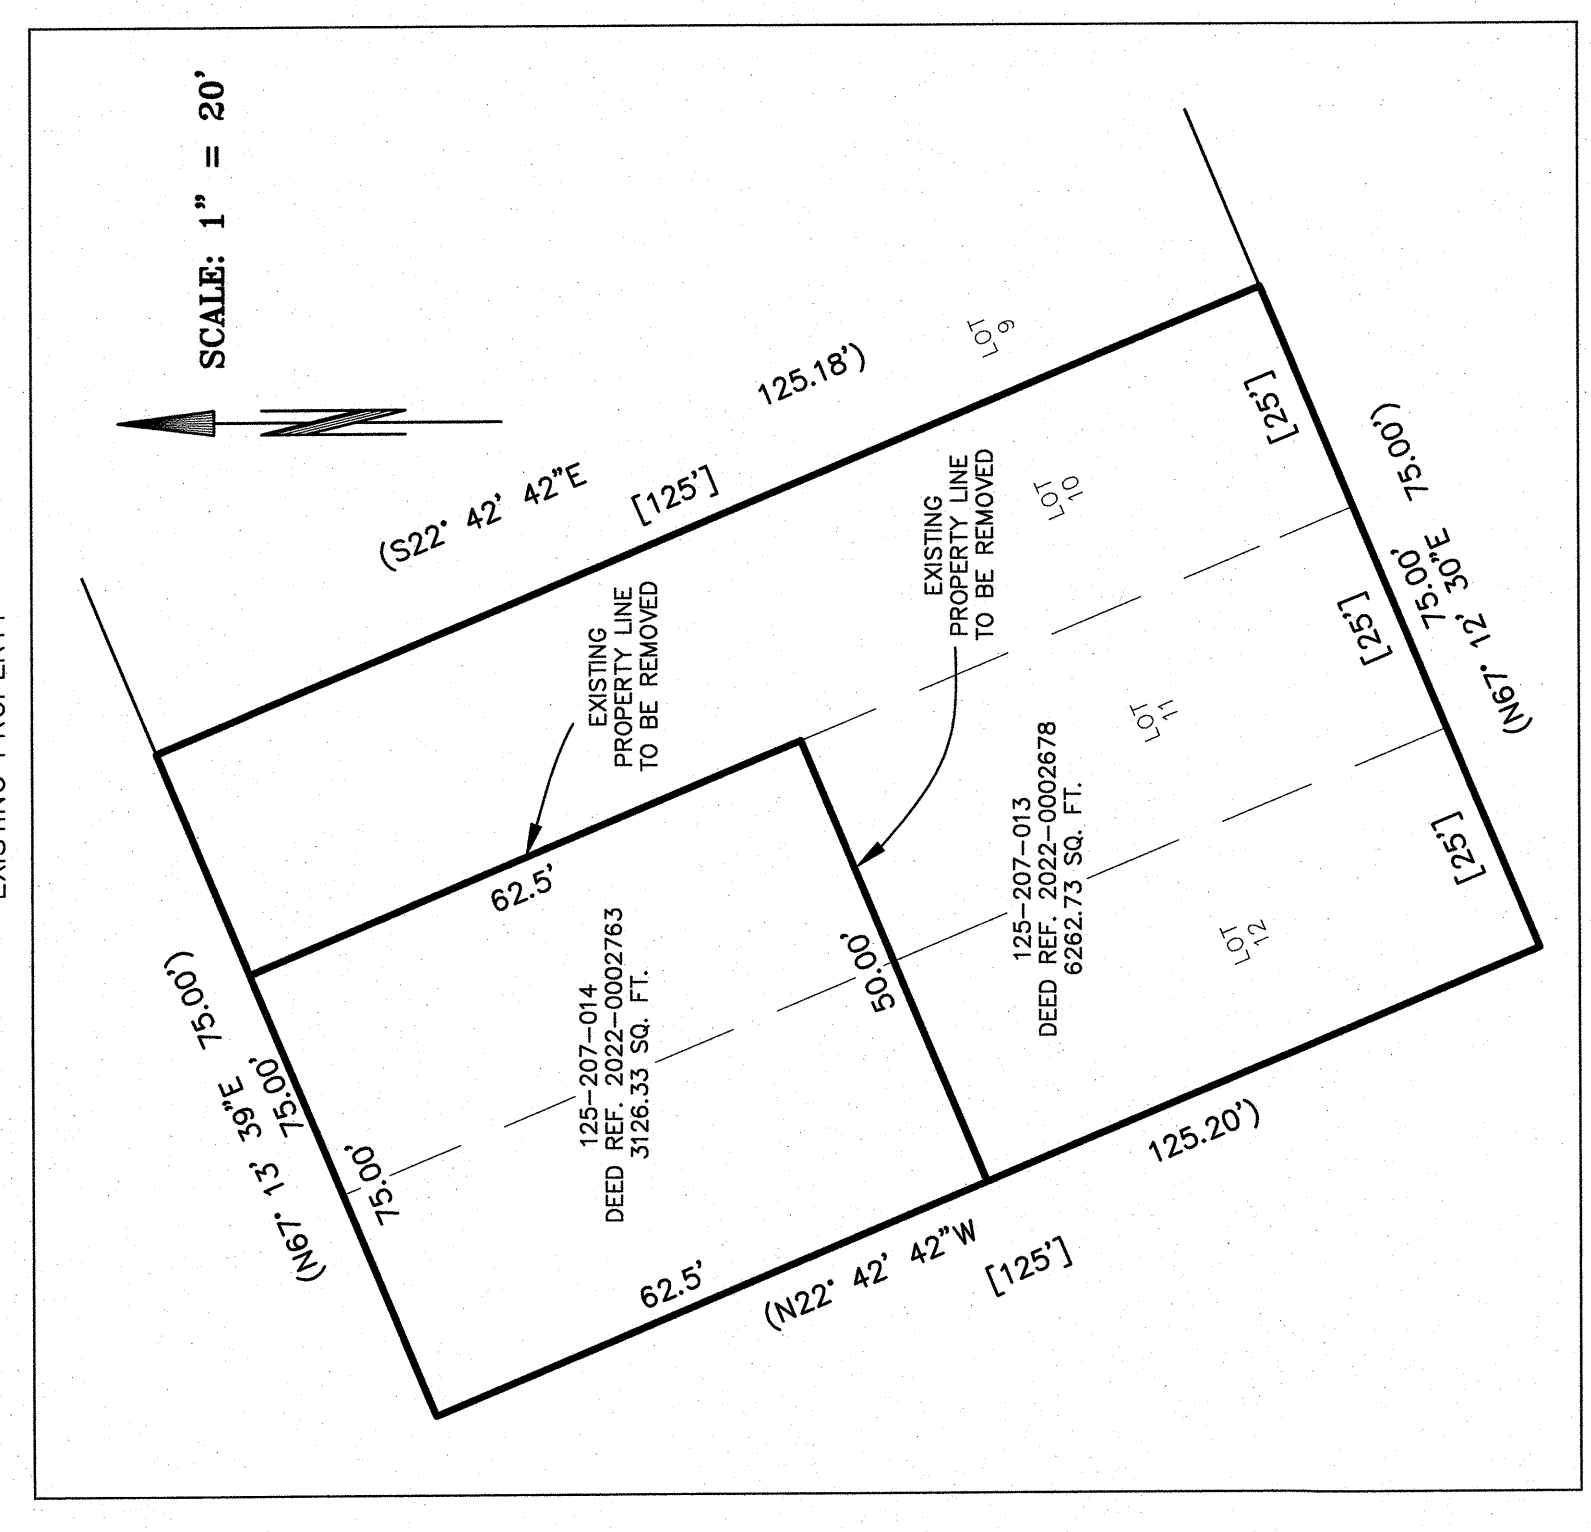 SCALE: 1" = 20'
(S22° 42' 42"E 125.18')
[125']
LOT
9
EXISTING
PROPERTY LINE
TO BE REMOVED
EXISTING
PROPERTY LINE
TO BE REMOVED
LOT
10
[25']
62.5'
(N67° 13' 39"E 75.00')
75.00'
75.00'
125-207-014
DEED REF. 2022-0002763
3126.33 SQ. FT.
50.00'
125-207-013
DEED REF. 2022-0002678
6262.73 SQ. FT.
LOT
11
[25']
75.00'
(N67° 12' 30"E 75.00')
LOT
12
[25']
62.5'
(N22° 42' 42"W 125.20')
[125']